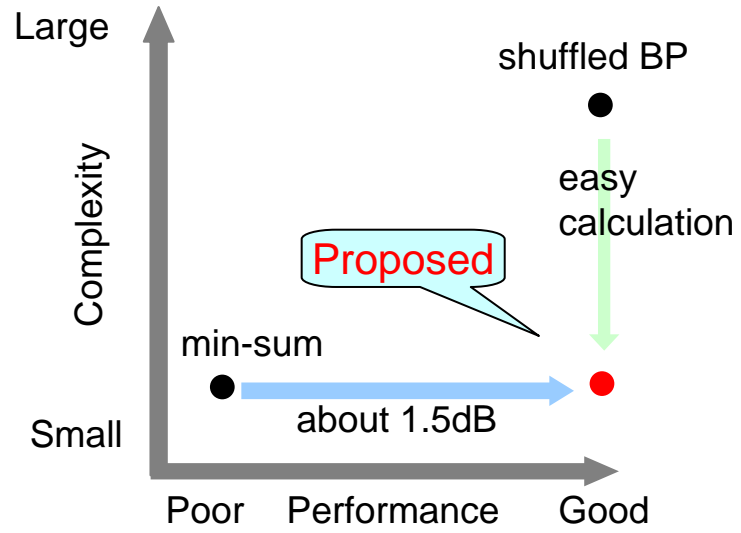 Large
shuffled BP
Complexity
easy
calculation
Proposed
min-sum
about 1.5dB
Small
Poor Performance Good